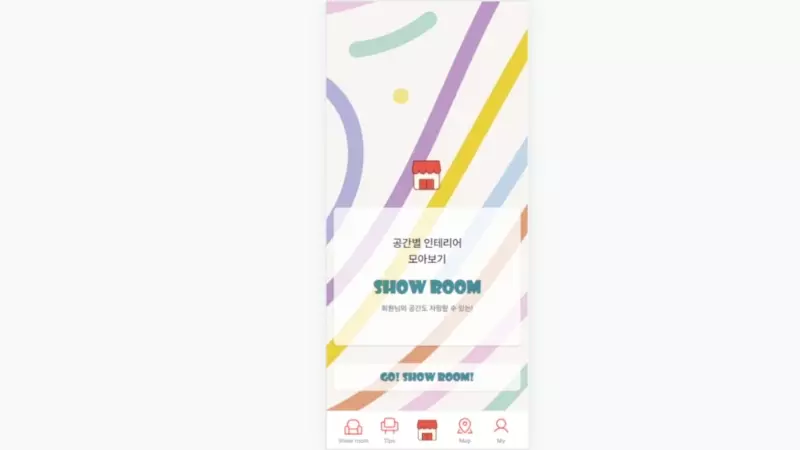 공간별 인테리어
모아보기
SHOW ROOM
회원님의 공간도 자랑할 수 있는!
GO! SHOW ROOM!
Show room
Tips
Map
My